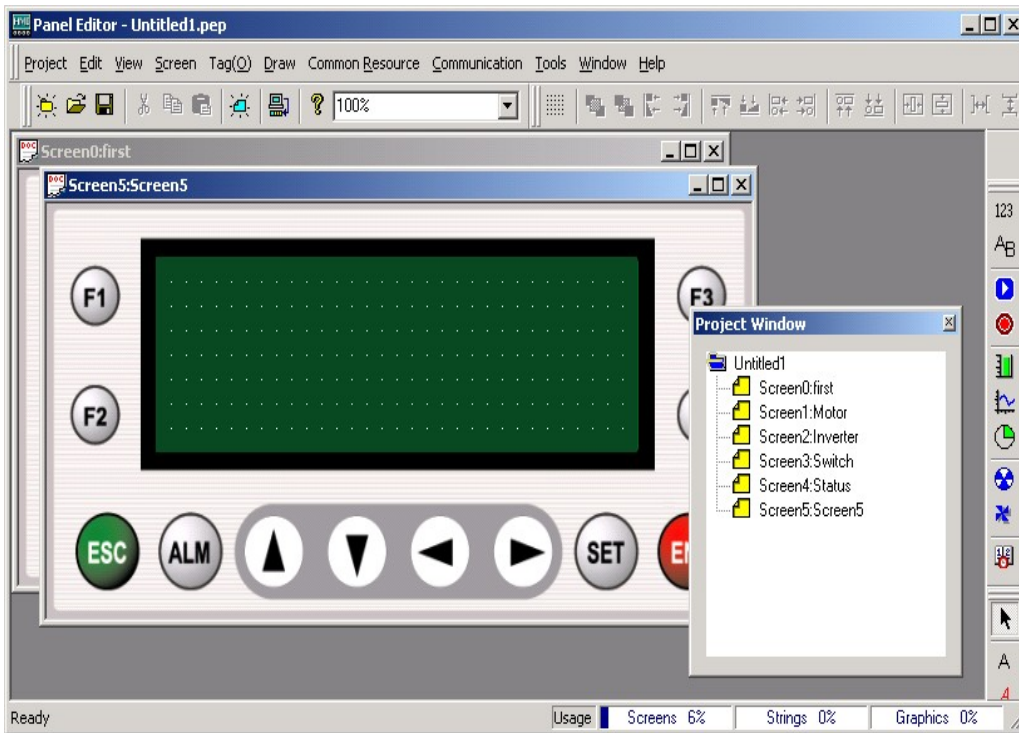 Panel Editor - Untitled1.pep
Project Edit View Screen Tag(O) Draw Common Resource Communication Tools Window Help
100%
Screen0:first
Screen5:Screen5
F1
F3
F2
ESC
ALM
SET
Project Window
Untitled1
Screen0:first
Screen1:Motor
Screen2:Inverter
Screen3:Switch
Screen4:Status
Screen5:Screen5
123
AB
A
A
Ready
Usage
Screens 6%
Strings 0%
Graphics 0%